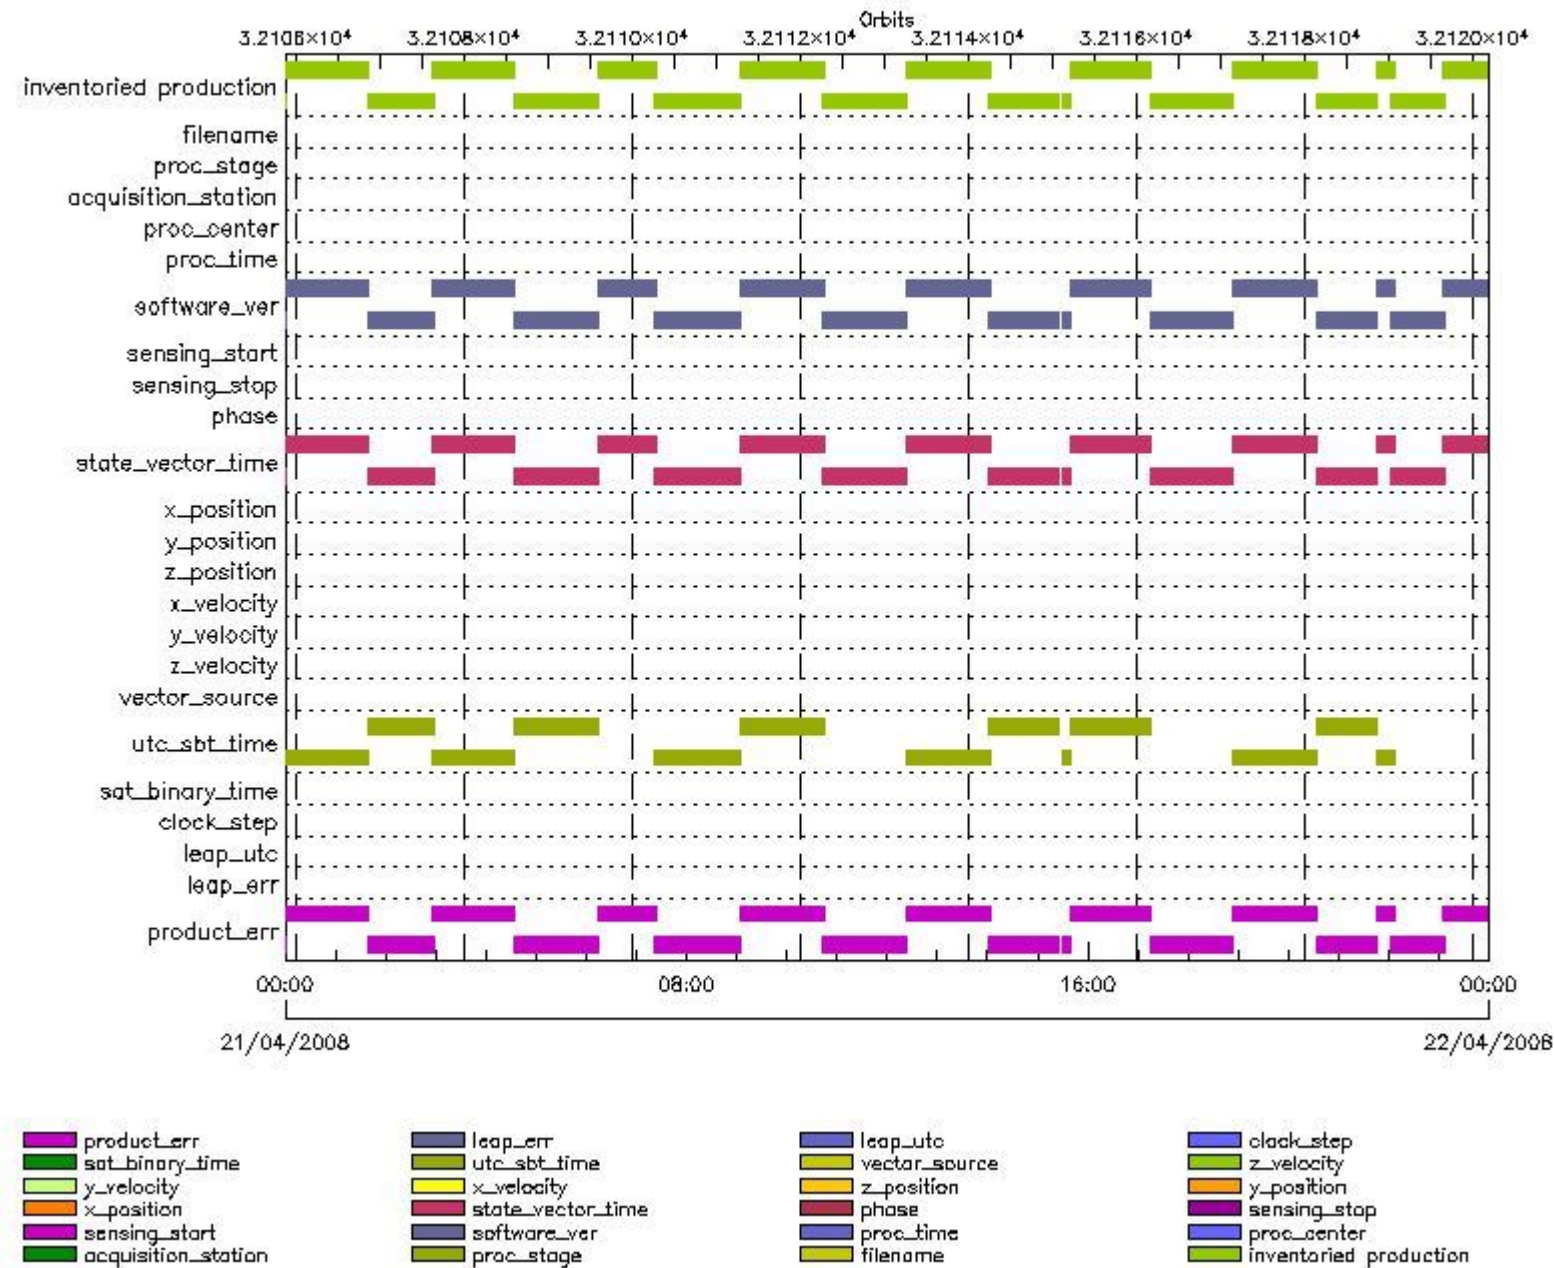 Orbits
3.2106×10⁴ 3.2108×10⁴ 3.2110×10⁴ 3.2112×10⁴ 3.2114×10⁴ 3.2116×10⁴ 3.2118×10⁴ 3.2120×10⁴
inventoried production
filename
proc_stage
acquisition_station
proc_center
proc_time
software_ver
sensing_start
sensing_stop
phase
state_vector_time
x_position
y_position
z_position
x_velocity
y_velocity
z_velocity
vector_source
utc_sbt_time
sat_binary_time
clock_step
leap_utc
leap_err
product_err
00:00 08:00 16:00 00:00
21/04/2008 22/04/2008
product_err leap_err leap_utc clock_step
sat_binary_time utc_sbt_time vector_source z_velocity
y_velocity x_velocity z_position y_position
x_position state_vector_time phase sensing_stop
sensing_start software_ver proc_time proc_center
acquisition_station proc_stage filename inventoried production